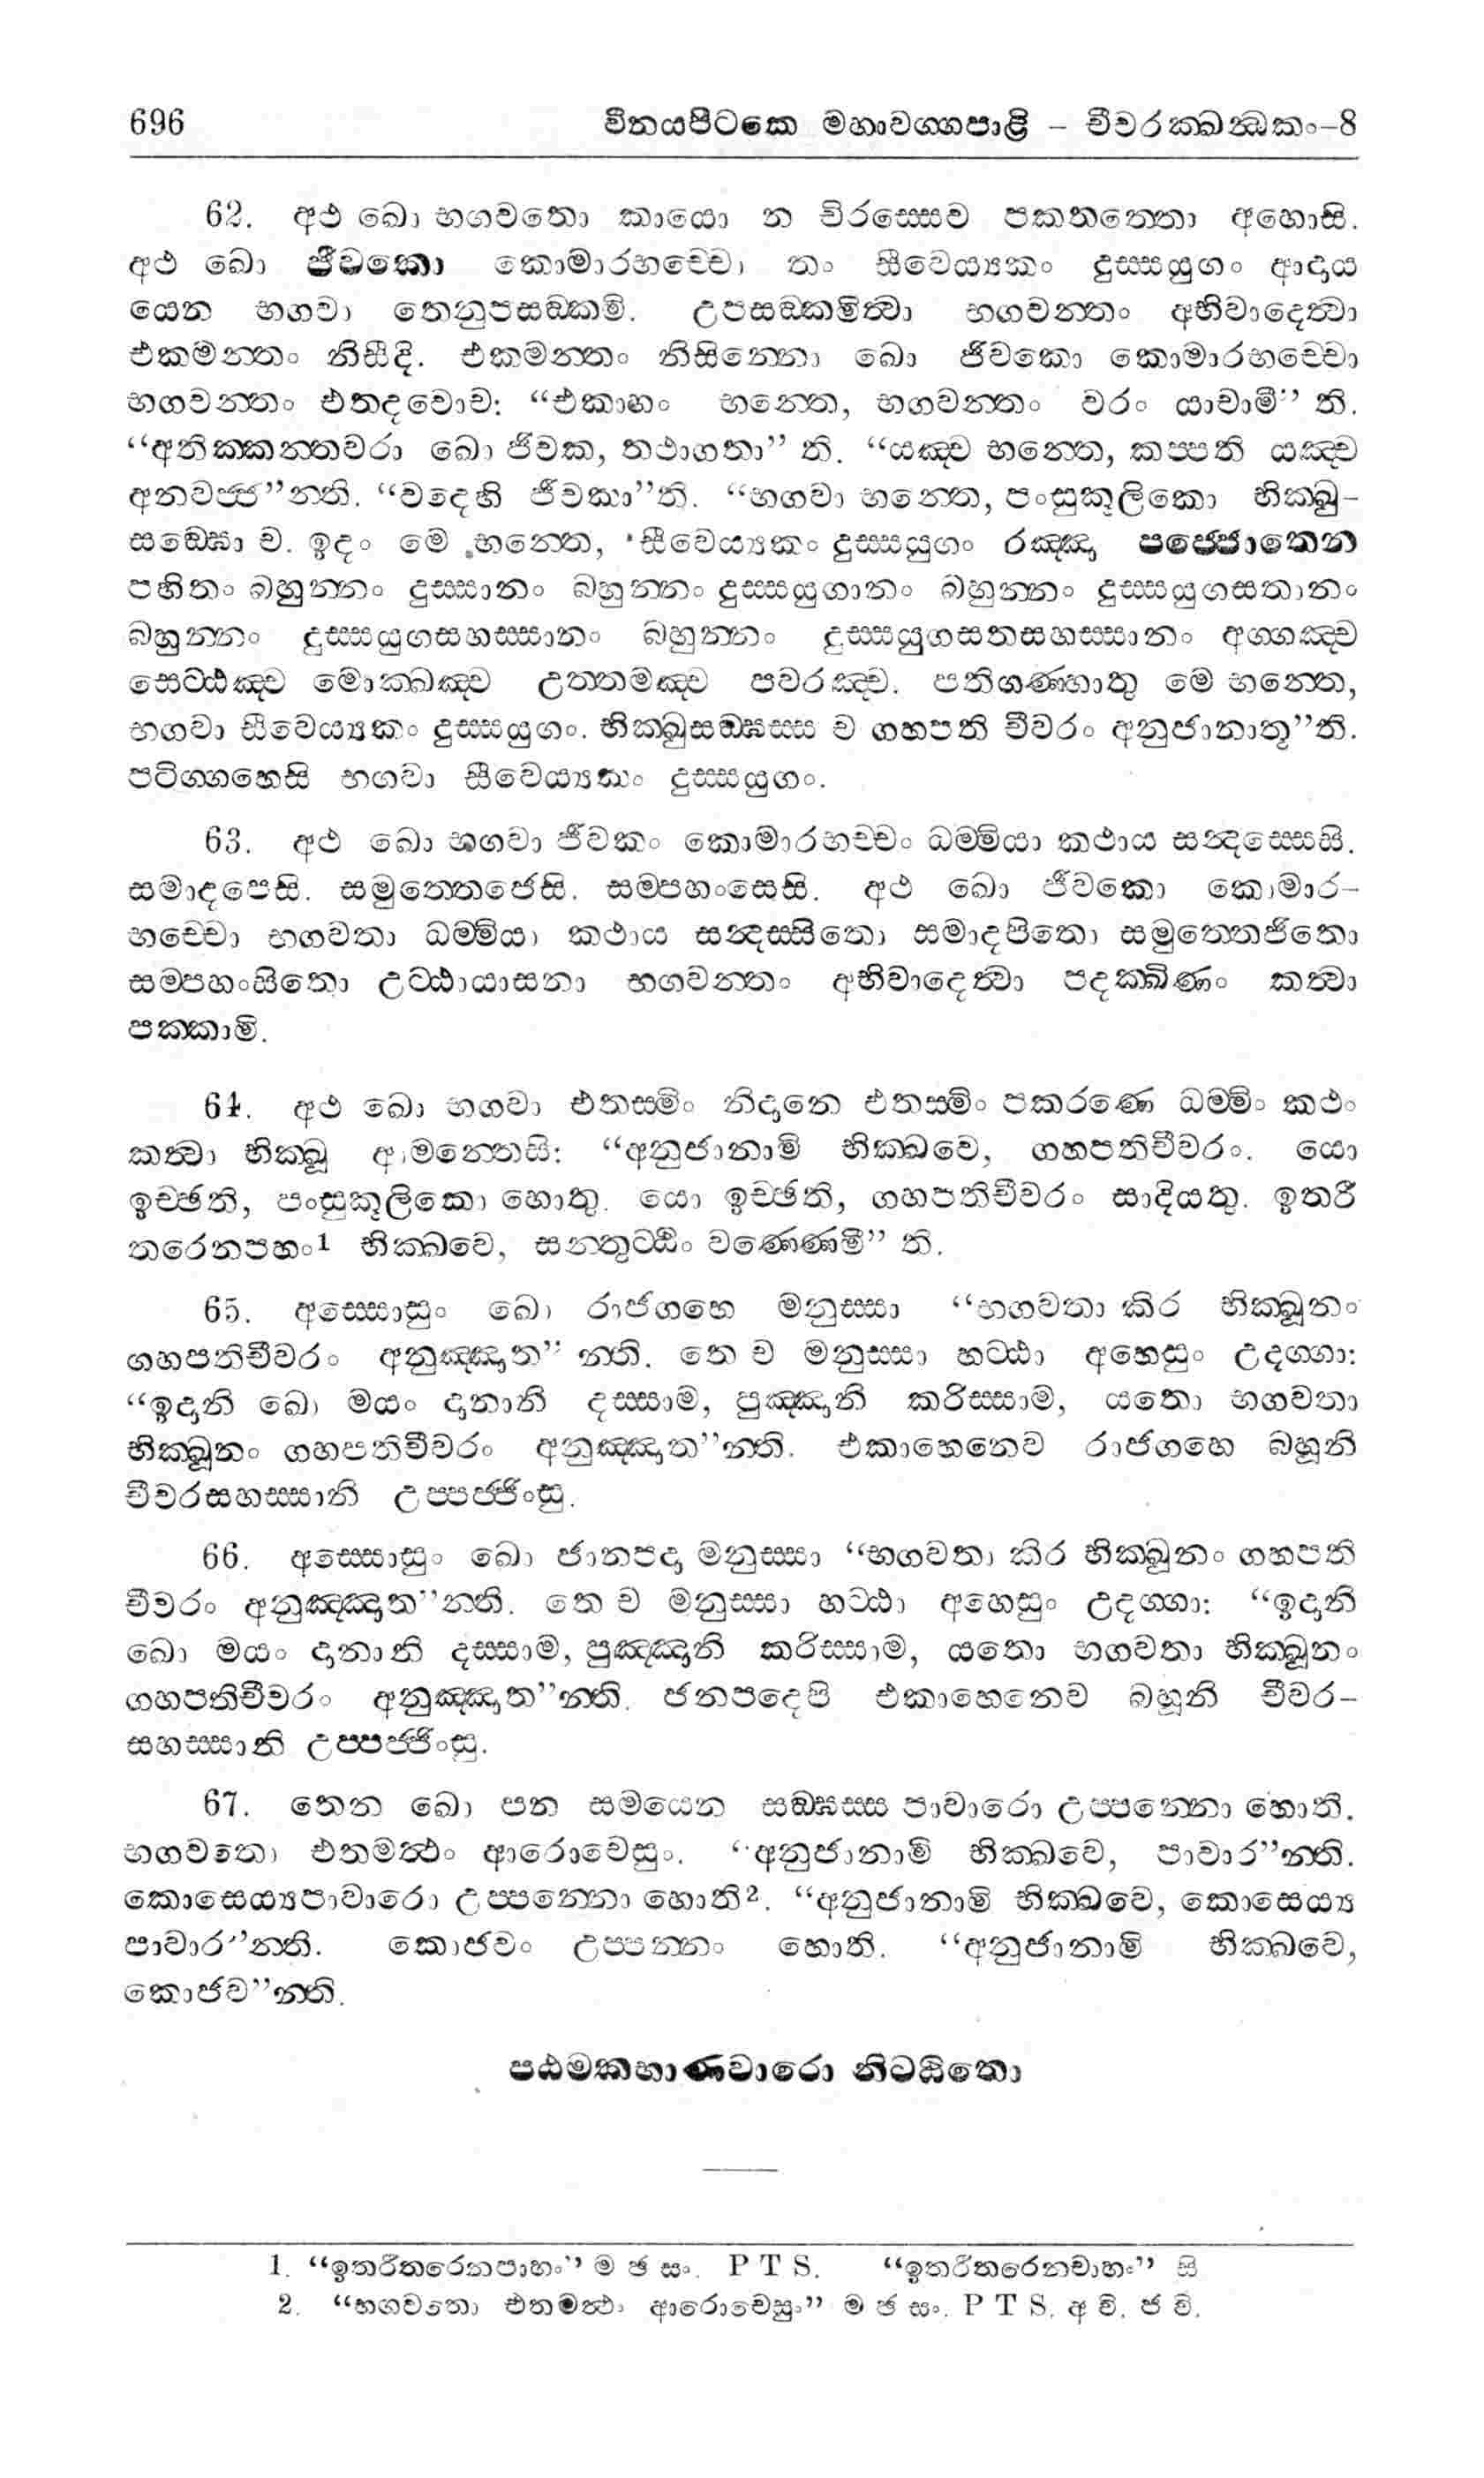 696 විනයපිටකෙ මහාවග්ගපාළි – චීවරක්ඛන්ධකං–8
62. අථ ඛො භගවතො කායො න චිරස්සෙව පකතත්තො අහොසි.
අථ ඛො ජීවකො කොමාරභච්චො තං සීවෙය්‍යකං දුස්සයුගං ආදාය
යෙන භගවා තෙනුපසඞ්කමි. උපසඞ්කමිත්වා භගවන්තං අභිවාදෙත්වා
එකමන්තං නිසීදි. එකමන්තං නිසින්නො ඛො ජීවකො කොමාරභච්චො
භගවන්තං එතදවොච: “එකාහං භන්තෙ, භගවන්තං වරං යාචාමී” ති.
“අතික්කන්තවරා ඛො ජීවක, තථාගතා” ති. “යඤ්ච භන්තෙ, කප්පති යඤ්ච
අනවජ්ජ”න්ති. “වදෙහි ජීවකා”ති. “භගවා භන්තෙ, පංසුකූලිකො භික්ඛු-
සඞ්ඝො ච. ඉදං මෙ භන්තෙ, සීවෙය්‍යකං දුස්සයුගං රඤ්ඤා පජ්ජොතෙන
පහිතං බහුන්නං දුස්සානං බහුන්නං දුස්සයුගානං බහුන්නං දුස්සයුගසතානං
බහුන්නං දුස්සයුගසහස්සානං බහුන්නං දුස්සයුගසතසහස්සානං අග්ගඤ්ච
සෙට්ඨඤ්ච මොක්ඛඤ්ච උත්තමඤ්ච පවරඤ්ච. පතිගණ්හාතු මෙ භන්තෙ,
භගවා සීවෙය්‍යකං දුස්සයුගං. භික්ඛුසඞ්ඝස්ස ච ගහපති චීවරං අනුජානාතූ”ති.
පටිග්ගහෙසි භගවා සීවෙය්‍යකං දුස්සයුගං.
63. අථ ඛො භගවා ජීවකං කොමාරභච්චං ධම්මියා කථාය සන්දස්සෙසි.
සමාදපෙසි. සමුත්තෙජෙසි. සම්පහංසෙසි. අථ ඛො ජීවකො කොමාර-
භච්චො භගවතා ධම්මියා කථාය සන්දස්සිතො සමාදපිතො සමුත්තෙජිතො
සම්පහංසිතො උට්ඨායාසනා භගවන්තං අභිවාදෙත්වා පදක්ඛිණං කත්වා
පක්කාමි.
64. අථ ඛො භගවා එතස්මිං නිදානෙ එතස්මිං පකරණෙ ධම්මිං කථං
කත්වා භික්ඛූ ආමන්තෙසි: “අනුජානාමි භික්ඛවෙ, ගහපතිචීවරං. යො
ඉච්ඡති, පංසුකූලිකො හොතු. යො ඉච්ඡති, ගහපතිචීවරං සාදියතු. ඉතරී
තරෙනපහං1 භික්ඛවෙ, සන්තුට්ඨිං වණ්ණෙමී” ති.
65. අස්සොසුං ඛො රාජගහෙ මනුස්සා “භගවතා කිර භික්ඛූනං
ගහපතිචීවරං අනුඤ්ඤාත” න්ති. තෙ ච මනුස්සා හට්ඨා අහෙසුං උදග්ගා:
“ඉදානි ඛො මයං දානානි දස්සාම, පුඤ්ඤානි කරිස්සාම, යතො භගවතා
භික්ඛූනං ගහපතිචීවරං අනුඤ්ඤාත”න්ති. එකාහෙනෙව රාජගහෙ බහූනි
චීවරසහස්සානි උප්පජ්ජිංසු.
66. අස්සොසුං ඛො ජානපදා මනුස්සා “භගවතා කිර භික්ඛූනං ගහපති
චීවරං අනුඤ්ඤාත”න්ති. තෙ ච මනුස්සා හට්ඨා අහෙසුං උදග්ගා: “ඉදානි
ඛො මයං දානානි දස්සාම, පුඤ්ඤානි කරිස්සාම, යතො භගවතා භික්ඛූනං
ගහපතිචීවරං අනුඤ්ඤාත”න්ති. ජනපදෙපි එකාහෙනෙව බහූනි චීවර-
සහස්සානි උප්පජ්ජිංසු.
67. තෙන ඛො පන සමයෙන සඞ්ඝස්ස පාවාරො උප්පන්නො හොති.
භගවතො එතමත්ථං ආරොචෙසුං. “අනුජානාමි භික්ඛවෙ, පාවාර”න්ති.
කොසෙය්‍යපාවාරො උප්පන්නො හොති2. “අනුජානාමි භික්ඛවෙ, කොසෙය්‍ය
පාවාර”න්ති. කොජවං උප්පන්නං හොති. “අනුජානාමි භික්ඛවෙ,
කොජව”න්ති.
පඨමකභාණවාරො නිට්ඨිතො
1. “ඉතරීතරෙනපාහං” ම ඡ සං. P T S. “ඉතරීතරෙනචාහං” සි
2. “භගවතො එතමත්ථං ආරොචෙසුං” ම ඡ සං. P T S. අ වි. ජ වි.